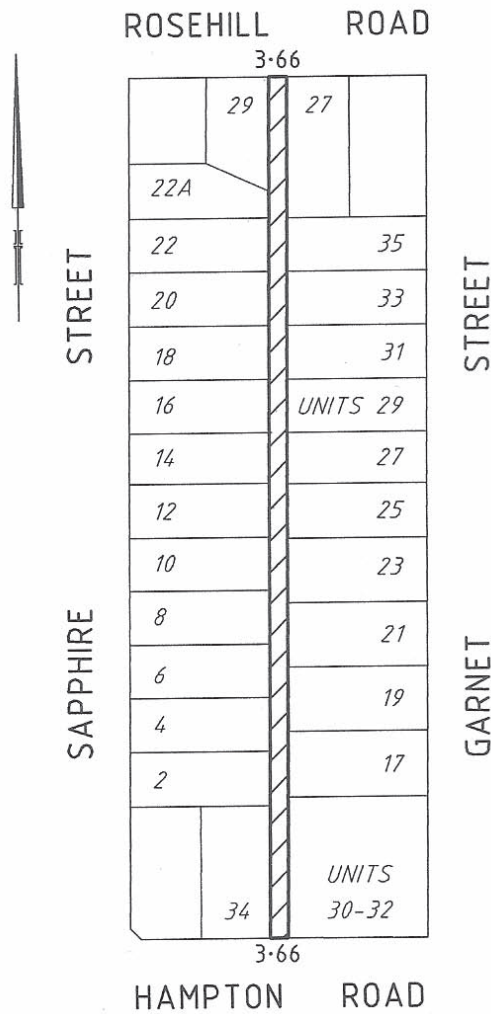 ROSEHILL ROAD
3·66
29 27
22A
22 35
20 33
18 31
16 UNITS 29
14 27
12 25
10 23
8 21
6 19
4 17
2
UNITS
34 30-32
3·66
HAMPTON ROAD
STREET
SAPPHIRE
STREET
GARNET